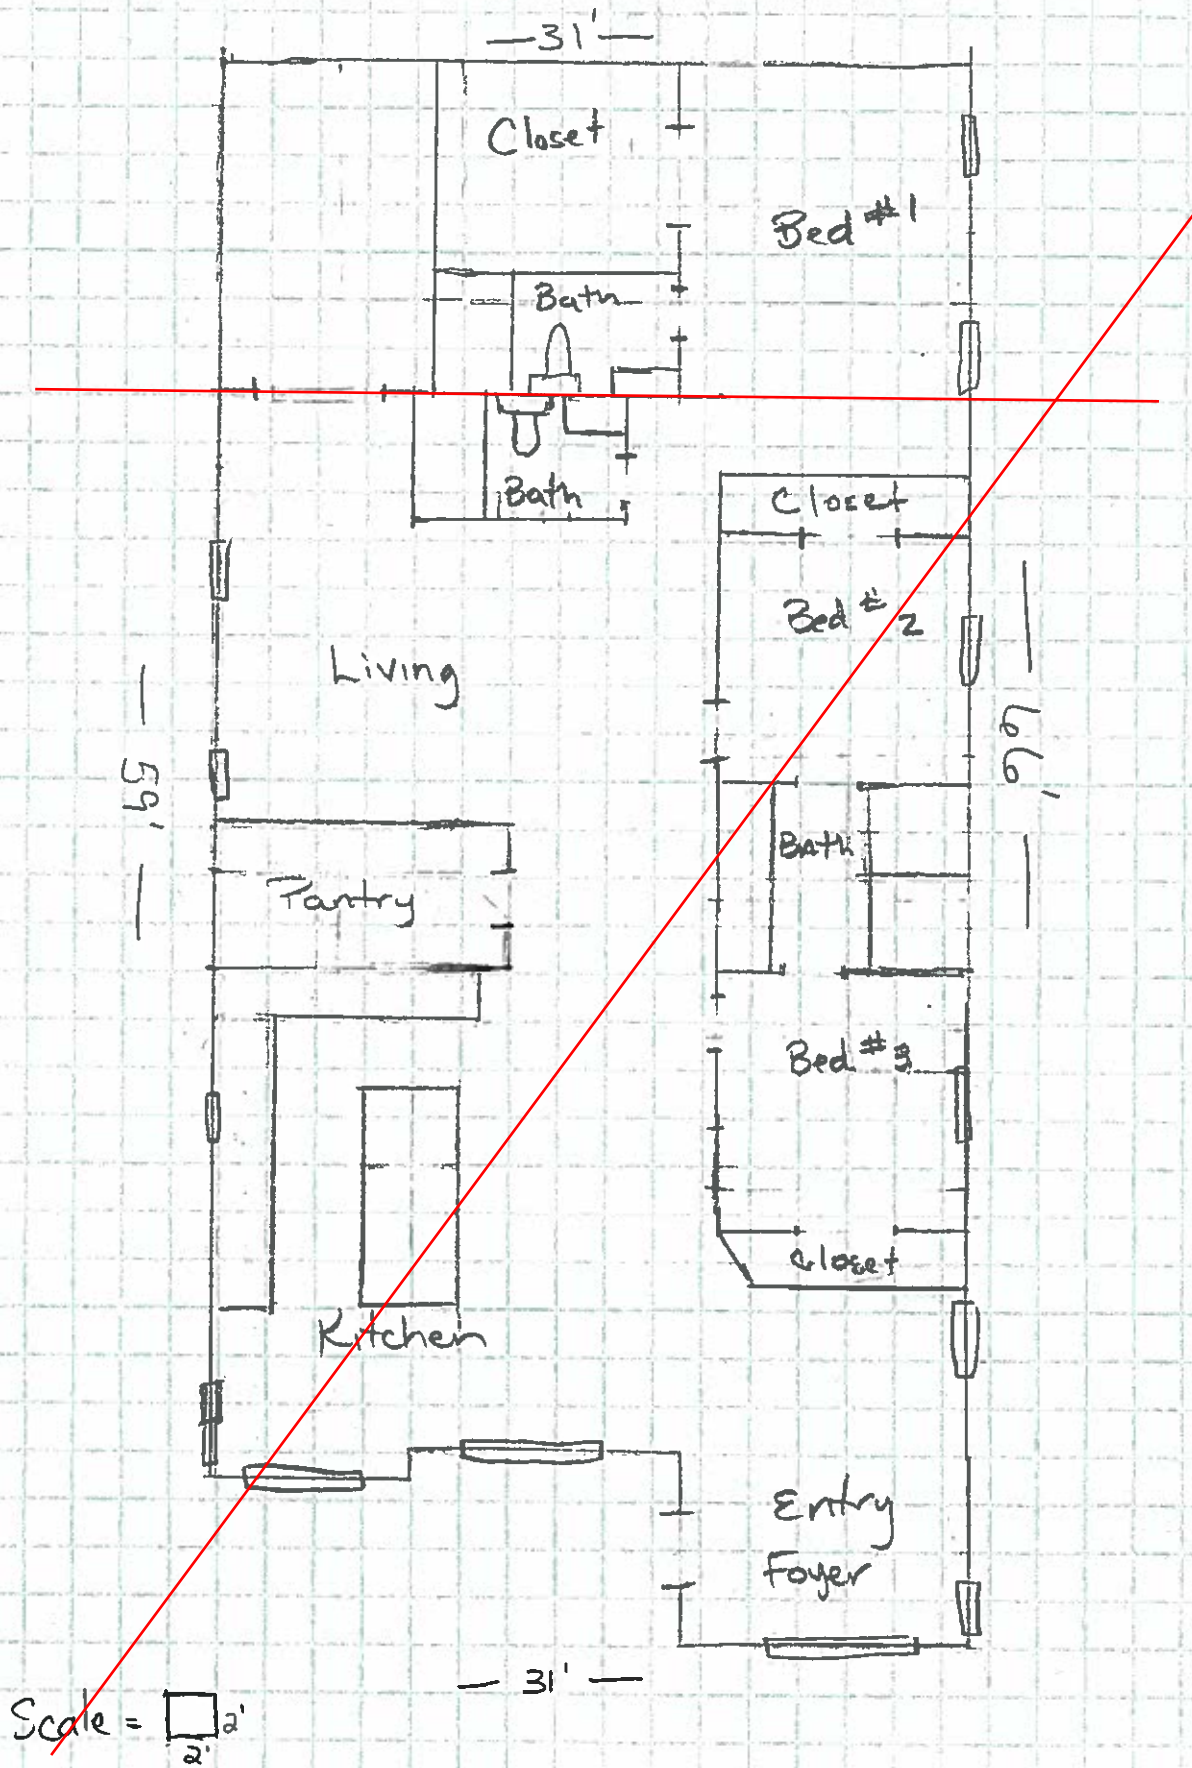 — 31' —
Closet
Bed #1
Bath
Bath
Closet
Bed # 2
Living
— 59' —
— 66' —
Bath
Pantry
Bed #3
Closet
Kitchen
Entry
Foyer
— 31' —
Scale = 2'
2'